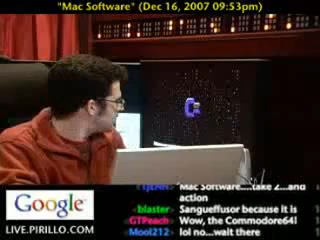 "Mac Software" (Dec 16, 2007 09:53pm)
Google
LIVE.PIRILLO.COM
"Mac Software....take 2...and
action
blaster Sangueffusor because it is
GTPeach Wow, the Commodore64!
Mool212 lol no...wait there